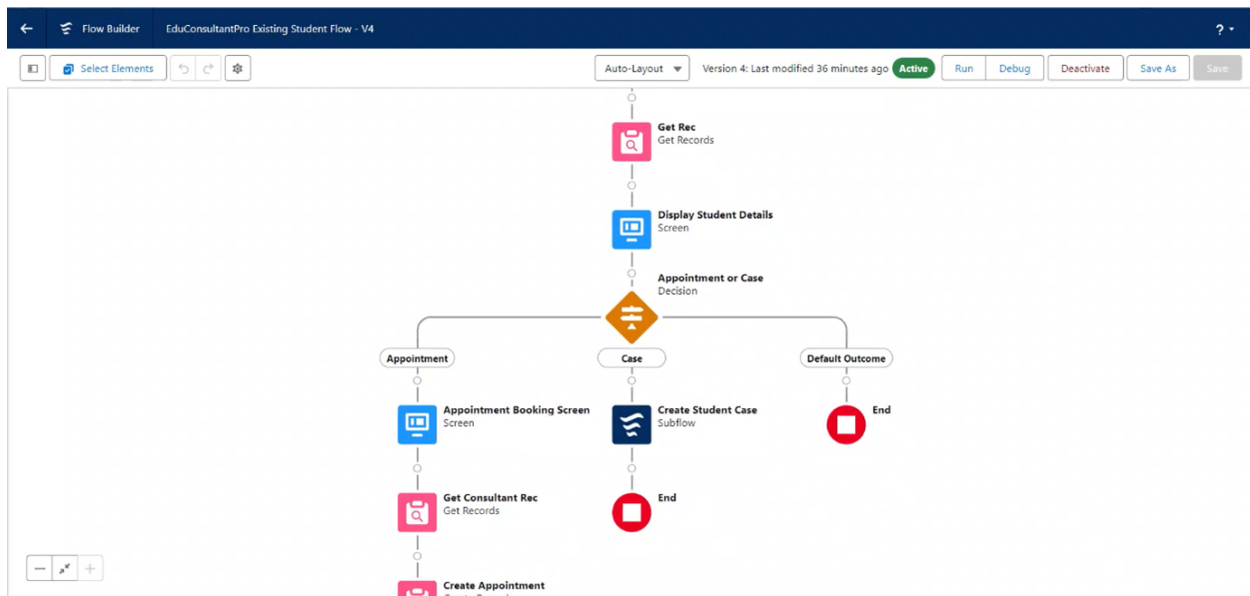 Flow Builder
EduConsultantPro Existing Student Flow - V4
?
Select Elements
Auto-Layout
Version 4: Last modified 36 minutes ago
Active
Run
Debug
Deactivate
Save As
Save
Get Rec
Get Records
Display Student Details
Screen
Appointment or Case
Decision
Appointment
Case
Default Outcome
Appointment Booking Screen
Screen
Create Student Case
Subflow
End
Get Consultant Rec
Get Records
End
Create Appointment